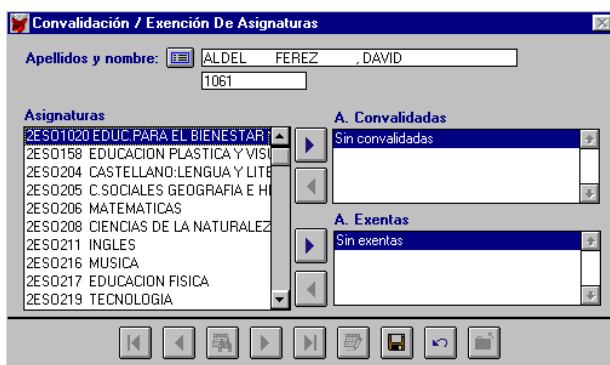 Convalidación / Exención De Asignaturas
Apellidos y nombre: ALDEL FEREZ , DAVID
1061
Asignaturas
2ESO1020 EDUC.PARA EL BIENESTAR
2ESO158 EDUCACION PLASTICA Y VISU
2ESO204 CASTELLANO:LENGUA Y LITE
2ESO205 C.SOCIALES GEOGRAFIA E HI
2ESO206 MATEMATICAS
2ESO208 CIENCIAS DE LA NATURALEZ
2ESO211 INGLES
2ESO216 MUSICA
2ESO217 EDUCACION FISICA
2ESO219 TECNOLOGIA
A. Convalidadas
Sin convalidadas
A. Exentas
Sin exentas